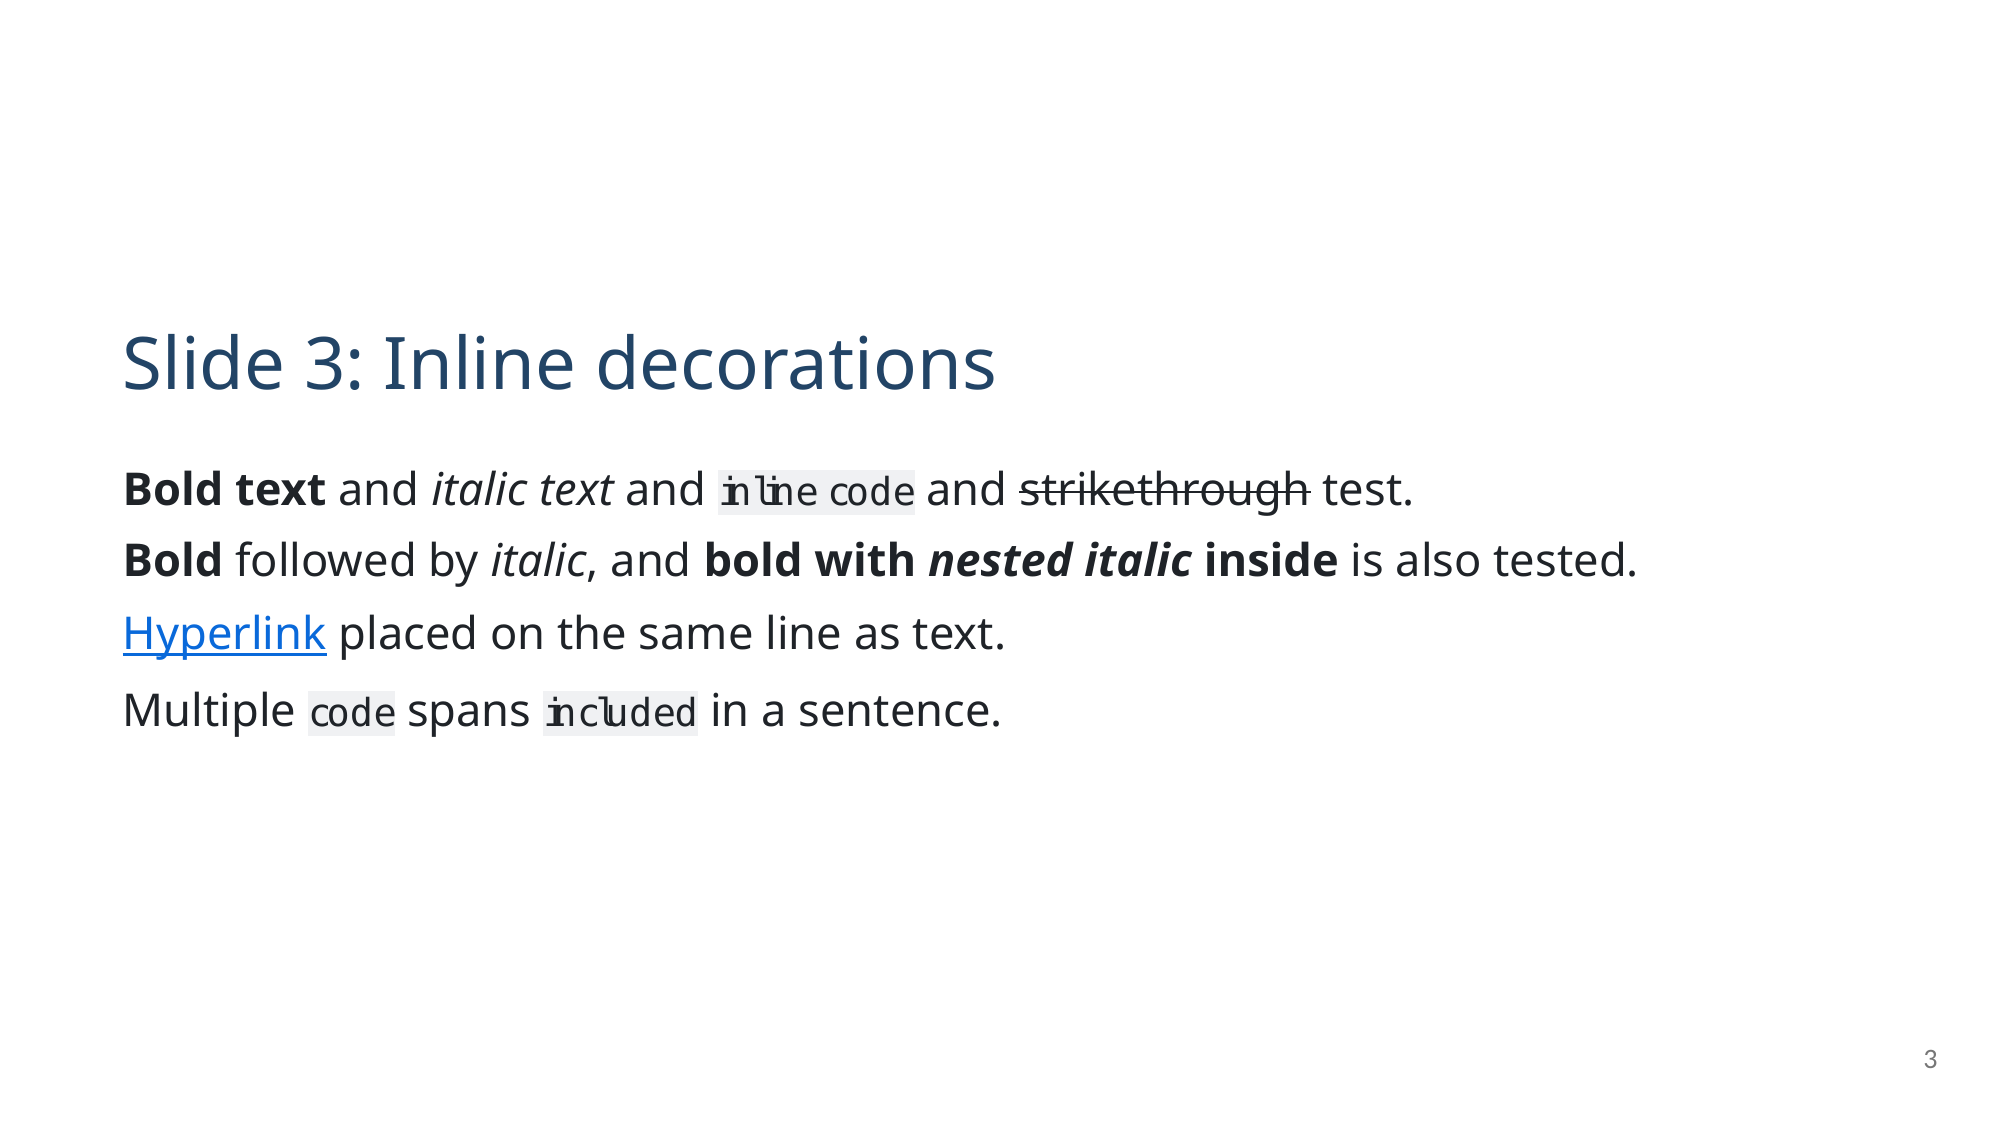 Slide 3: Inline decorations
Bold text and italic text and inline code and strikethrough test.
Bold followed by italic, and bold with nested italic inside is also tested.
Hyperlink placed on the same line as text.
Multiple code spans included in a sentence.
3